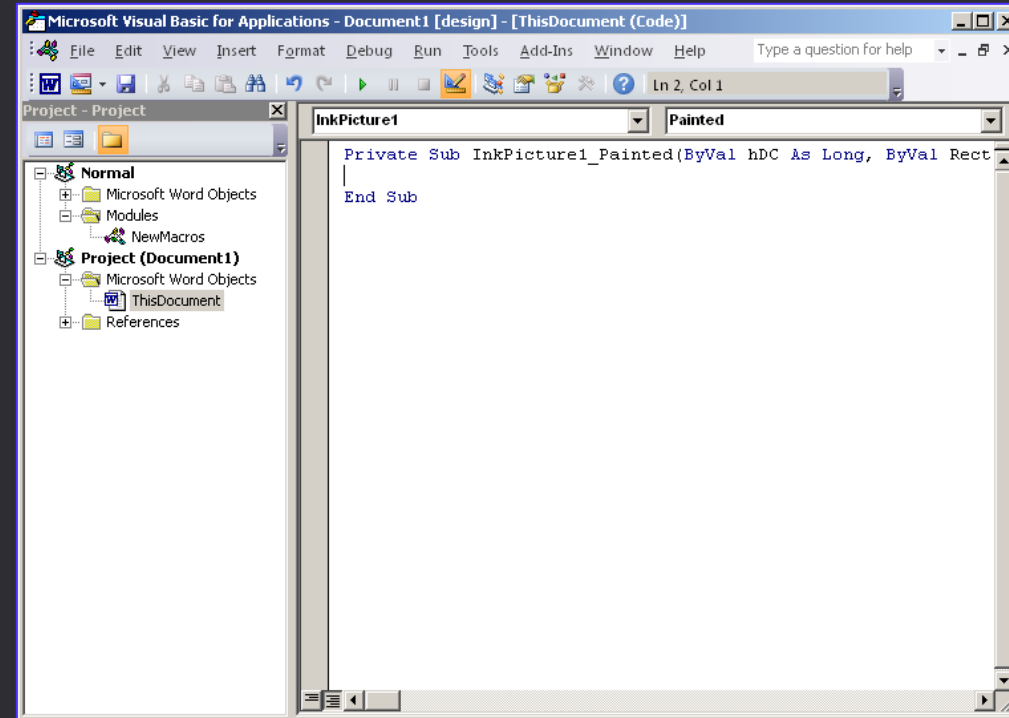 Microsoft Visual Basic for Applications - Document1 [design] - [ThisDocument (Code)]
File Edit View Insert Format Debug Run Tools Add-Ins Window Help Type a question for help
Ln 2, Col 1
Project - Project
InkPicture1 Painted
Private Sub InkPicture1_Painted(ByVal hDC As Long, ByVal Rect
End Sub
Normal
Microsoft Word Objects
Modules
NewMacros
Project (Document1)
Microsoft Word Objects
ThisDocument
References